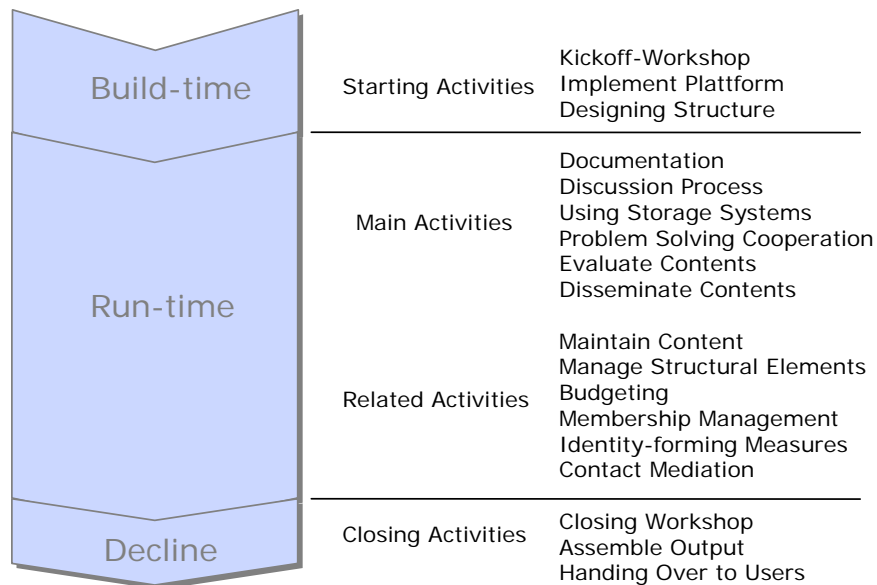 Build-time
Starting Activities
Kickoff-Workshop
Implement Plattform
Designing Structure
Run-time
Main Activities
Documentation
Discussion Process
Using Storage Systems
Problem Solving Cooperation
Evaluate Contents
Disseminate Contents
Related Activities
Maintain Content
Manage Structural Elements
Budgeting
Membership Management
Identity-forming Measures
Contact Mediation
Decline
Closing Activities
Closing Workshop
Assemble Output
Handing Over to Users